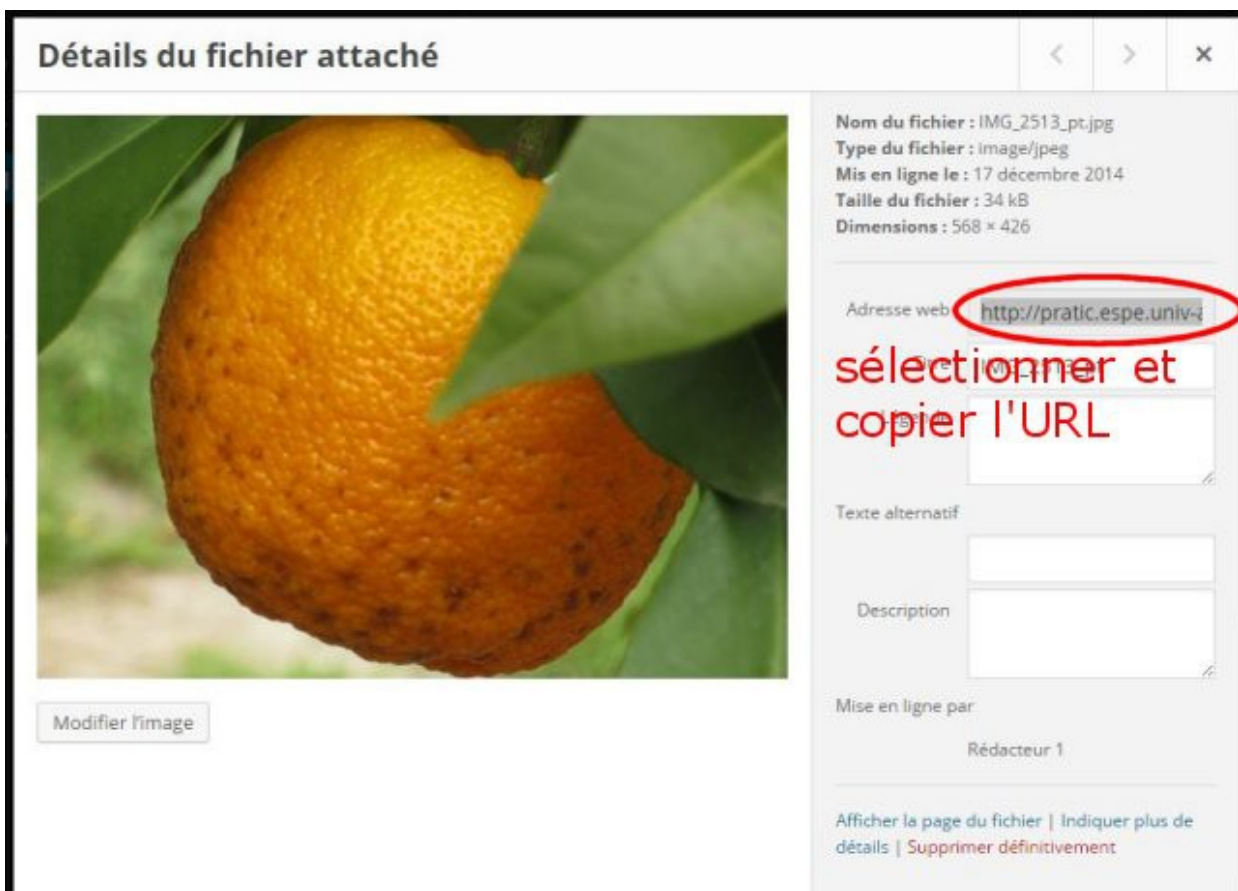 Détails du fichier attaché
Nom du fichier : IMG_2513_pt.jpg
Type du fichier : image/jpeg
Mis en ligne le : 17 décembre 2014
Taille du fichier : 34 kB
Dimensions : 568 × 426
Adresse web http://pratic.espe.univ-a
IMG_2513_pt
sélectionner et
Légende
copier l'URL
Texte alternatif
Description
Modifier l'image
Mise en ligne par
Rédacteur 1
Afficher la page du fichier | Indiquer plus de
détails | Supprimer définitivement